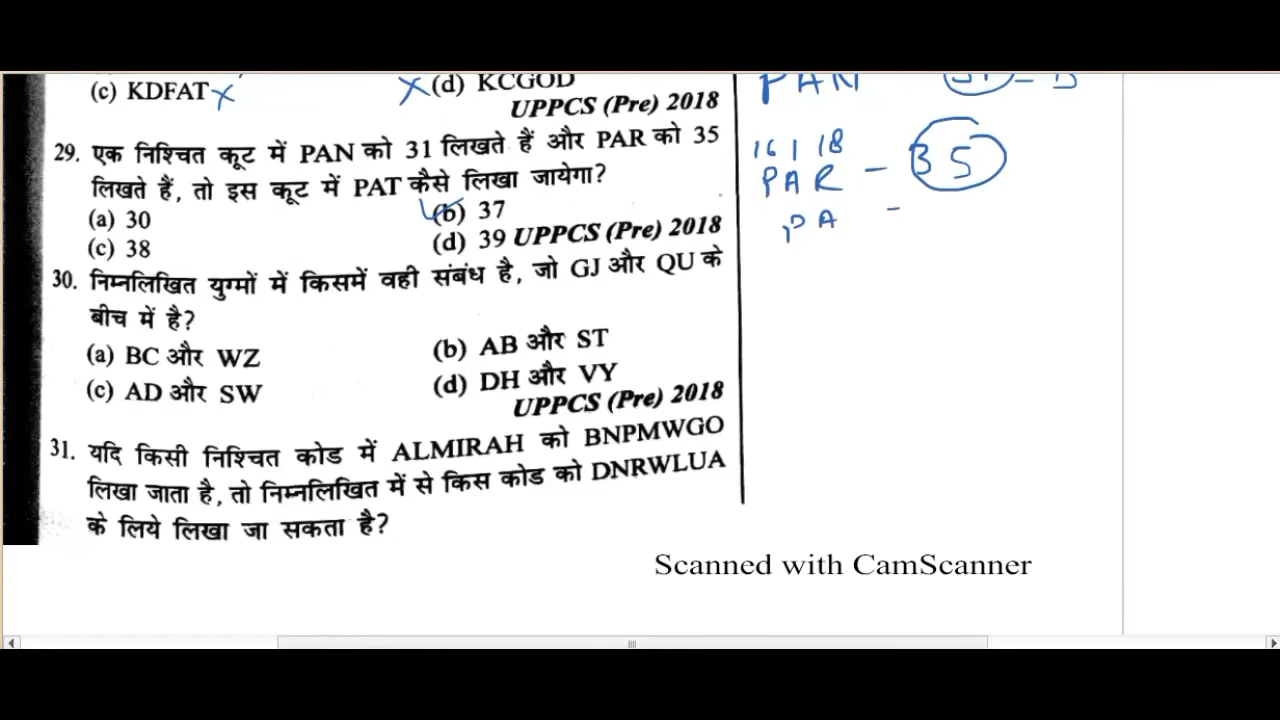 (c) KDFAT
(d) KCGOD
UPPCS (Pre) 2018
29. एक निश्चित कूट में PAN को 31 लिखते हैं और PAR को 35
लिखते हैं, तो इस कूट में PAT कैसे लिखा जायेगा?
(a) 30
(b) 37
(c) 38
(d) 39 UPPCS (Pre) 2018
30. निम्नलिखित युग्मों में किसमें वही संबंध है, जो GJ और QU के
बीच में है?
(a) BC और WZ
(b) AB और ST
(c) AD और SW
(d) DH और VY
UPPCS (Pre) 2018
31. यदि किसी निश्चित कोड में ALMIRAH को BNPMWGO
लिखा जाता है, तो निम्नलिखित में से किस कोड को DNRWLUA
के लिये लिखा जा सकता है?
PAN
16 1 18
PAR - 35
PA -
Scanned with CamScanner